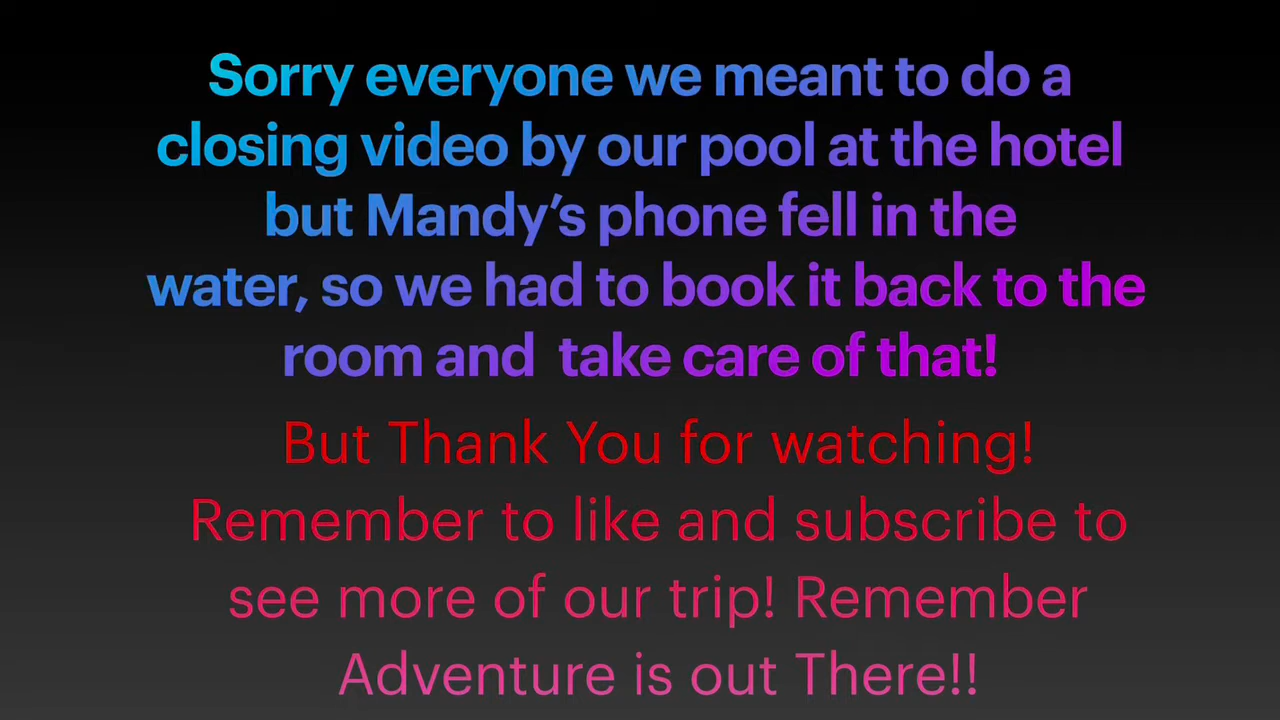 Sorry everyone we meant to do a
closing video by our pool at the hotel
but Mandy’s phone fell in the
water, so we had to book it back to the
room and  take care of that!
But Thank You for watching!
Remember to like and subscribe to
see more of our trip! Remember
Adventure is out There!!